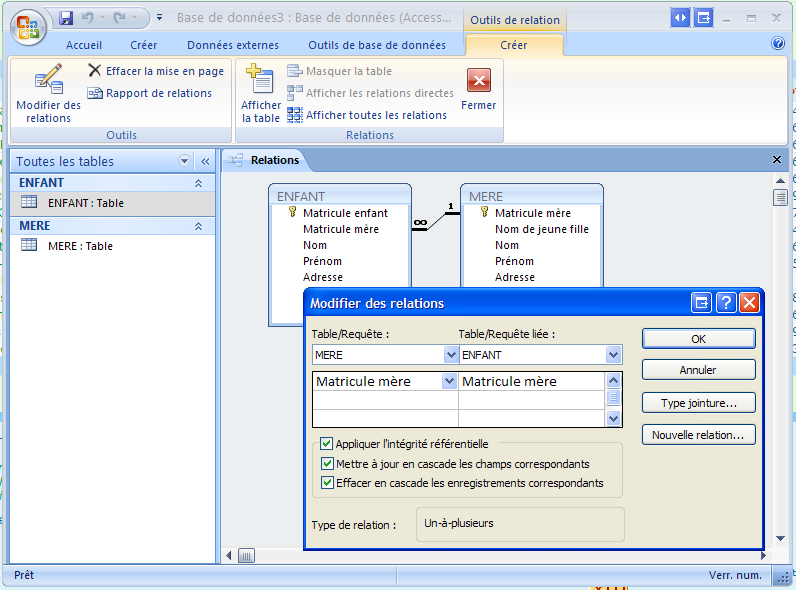 Base de données3 : Base de données (Access...
Outils de relation
Accueil
Créer
Données externes
Outils de base de données
Créer
Modifier des relations
Effacer la mise en page
Rapport de relations
Outils
Afficher la table
Masquer la table
Afficher les relations directes
Afficher toutes les relations
Fermer
Relations
Toutes les tables
ENFANT
ENFANT : Table
MERE
MERE : Table
Relations
ENFANT
Matricule enfant
Matricule mère
Nom
Prénom
Adresse
∞
1
MERE
Matricule mère
Nom de jeune fille
Nom
Prénom
Adresse
Modifier des relations
Table/Requête :
Table/Requête liée :
MERE
ENFANT
Matricule mère
Matricule mère
OK
Annuler
Type jointure...
Nouvelle relation...
Appliquer l'intégrité référentielle
Mettre à jour en cascade les champs correspondants
Effacer en cascade les enregistrements correspondants
Type de relation :
Un-à-plusieurs
Prêt
Verr. num.